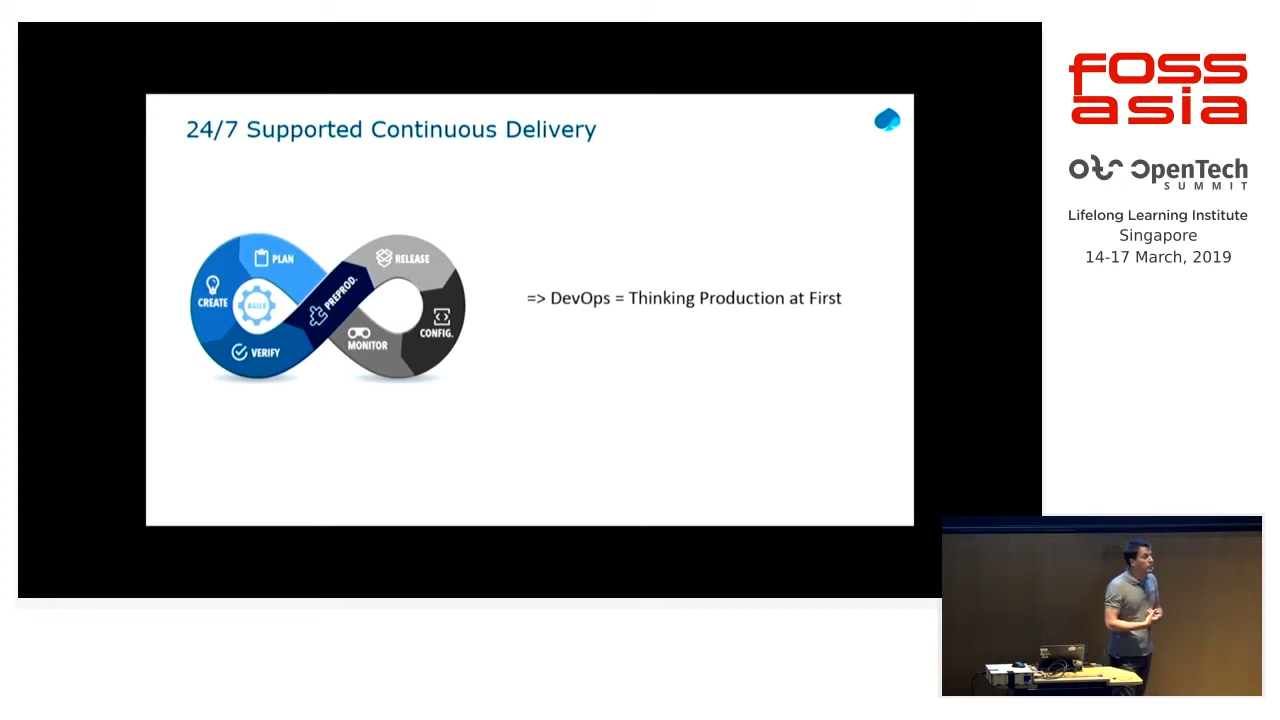 24/7 Supported Continuous Delivery
PLAN
CREATE
AGILE
VERIFY
PREPROD.
RELEASE
CONFIG.
MONITOR
=> DevOps = Thinking Production at First
FOSS
ASIA
OpenTech
SUMMIT
Lifelong Learning Institute
Singapore
14-17 March, 2019